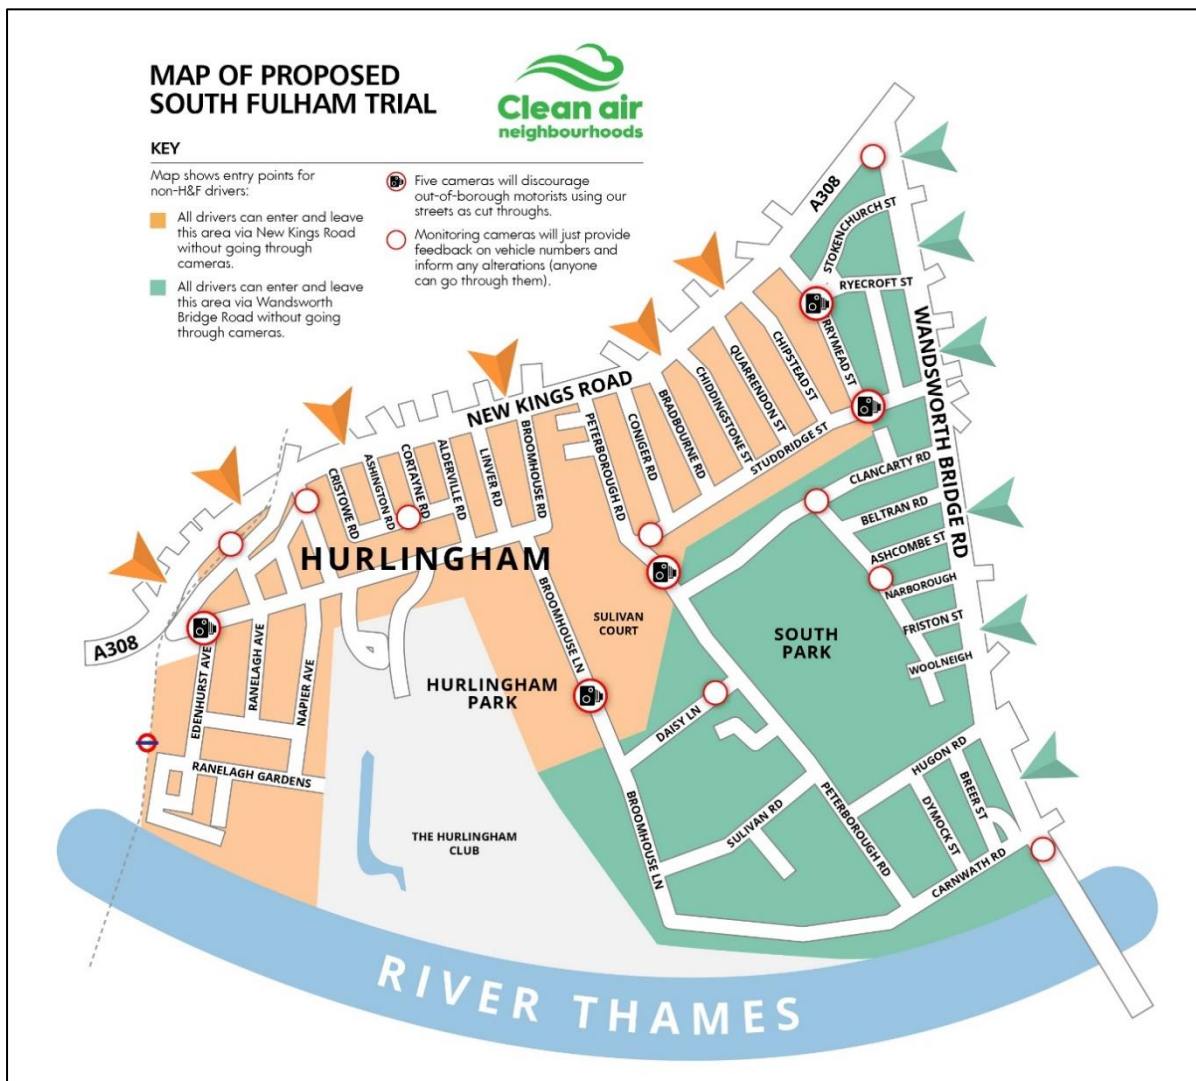 MAP OF PROPOSED
SOUTH FULHAM TRIAL
Clean air
neighbourhoods
KEY
Map shows entry points for
non-H&F drivers:
All drivers can enter and leave
this area via New Kings Road
without going through
cameras.
All drivers can enter and leave
this area via Wandsworth
Bridge Road without going
through cameras.
Five cameras will discourage
out-of-borough motorists using our
streets as cut throughs.
Monitoring cameras will just provide
feedback on vehicle numbers and
inform any alterations (anyone
can go through them).
A308
STOKENCHURCH ST
RYECROFT ST
RRYMEAD ST
WANDSWORTH BRIDGE RD
NEW KINGS ROAD
CHIPSTEAD ST
QUARRENDON ST
CHIDDINGSTONE ST
BRADBOURNE RD
CONIGER RD
PETERBOROUGH RD
STUDDRIDGE ST
BROOMHOUSE RD
LINVER RD
ALDERVILLE RD
CORTAYNE RD
ASHINGTON RD
CRISTOWE RD
CLANCARTY RD
BELTRAN RD
ASHCOMBE ST
NARBOROUGH
FRISTON ST
WOOLNEIGH
HURLINGHAM
BROOMHOUSE LN
SULIVAN
COURT
SOUTH
PARK
A308
EDENHURST AVE
RANELAGH AVE
NAPIER AVE
RANELAGH GARDENS
HURLINGHAM
PARK
DAISY LN
HUGON RD
BREER ST
DYMOCK ST
PETERBOROUGH RD
SULIVAN RD
BROOMHOUSE LN
CARNWATH RD
THE HURLINGHAM
CLUB
RIVER THAMES